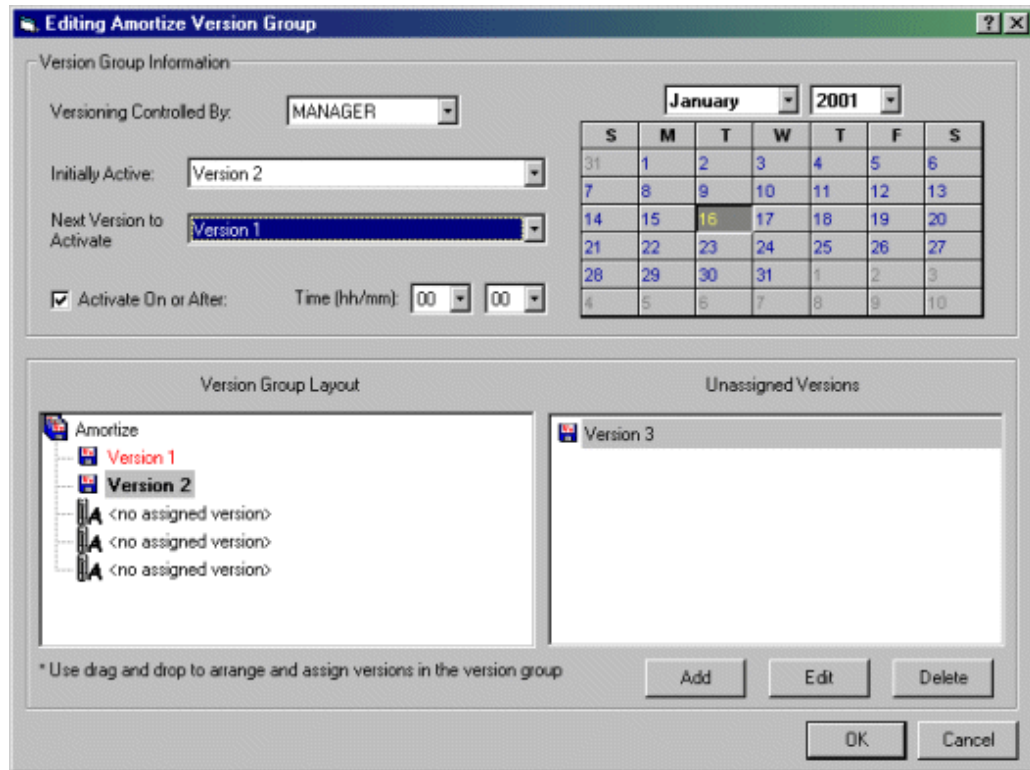 Editing Amortize Version Group
Version Group Information
Versioning Controlled By: MANAGER
January 2001
S M T W T F S
31 1 2 3 4 5 6
Initially Active: Version 2
7 8 9 10 11 12 13
Next Version to
Activate
Version 1
14 15 16 17 18 19 20
21 22 23 24 25 26 27
28 29 30 31 1 2 3
Activate On or After: Time (hh/mm): 00 00
4 5 6 7 8 9 10
Version Group Layout
Amortize
Version 1
Version 2
<no assigned version>
<no assigned version>
<no assigned version>
Unassigned Versions
Version 3
* Use drag and drop to arrange and assign versions in the version group
Add Edit Delete
OK Cancel